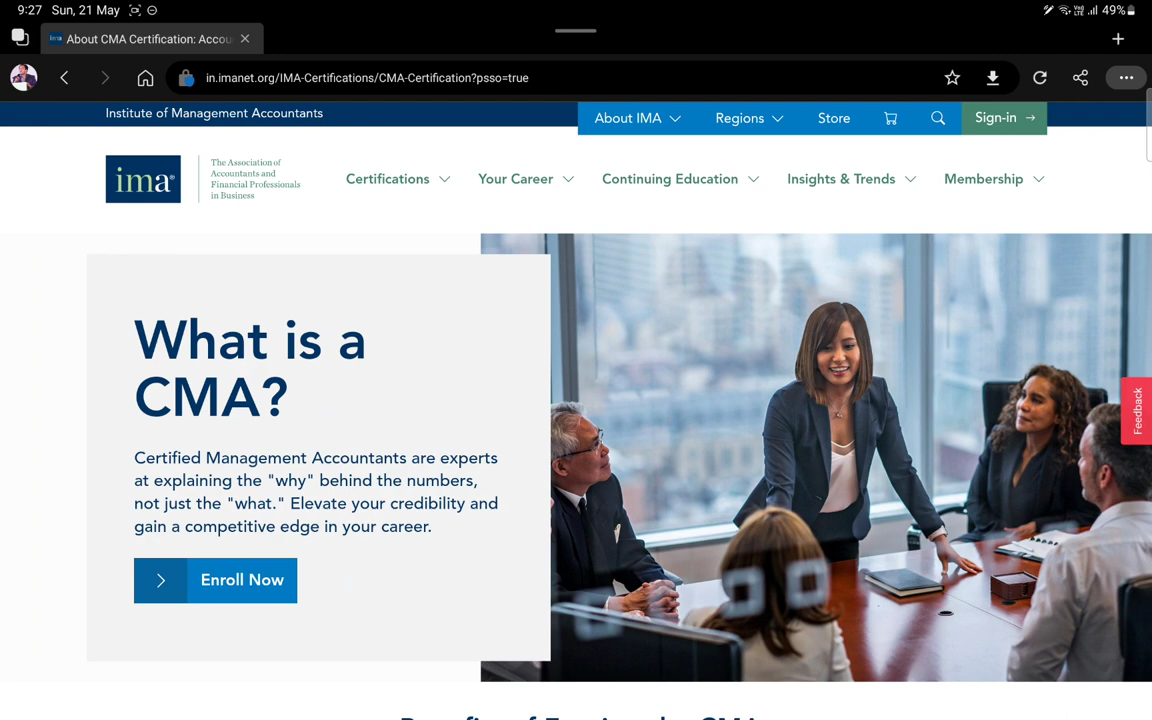 9:27 Sun, 21 May 49%
About CMA Certification: Accou
in.imanet.org/IMA-Certifications/CMA-Certification?psso=true
Institute of Management Accountants
About IMA Regions Store Sign-in →
ima® The Association of
Accountants and
Financial Professionals
in Business
Certifications Your Career Continuing Education Insights & Trends Membership
What is a
CMA?
Certified Management Accountants are experts
at explaining the "why" behind the numbers,
not just the "what." Elevate your credibility and
gain a competitive edge in your career.
Enroll Now
Feedback